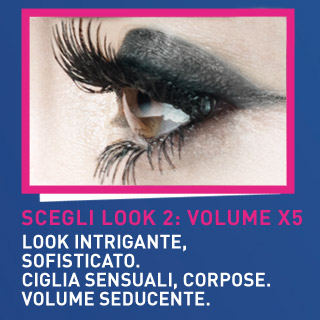 SCEGLI LOOK 2: VOLUME X5
LOOK INTRIGANTE,
SOFISTICATO.
CIGLIA SENSUALI, CORPOSE.
VOLUME SEDUCENTE.